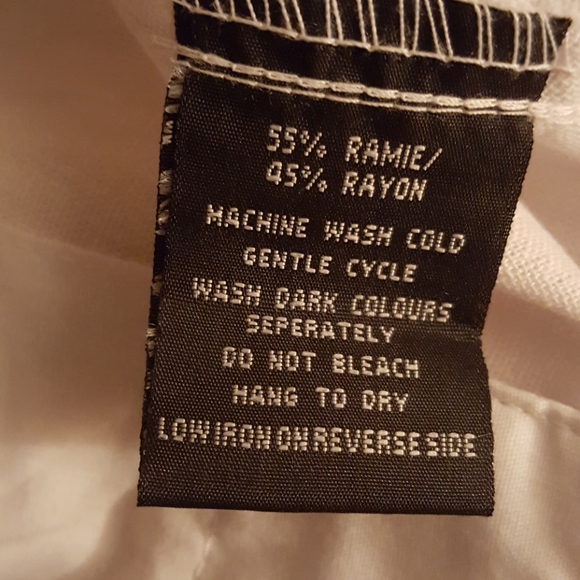 55% RAMIE/
45% RAYON
MACHINE WASH COLD
GENTLE CYCLE
WASH DARK COLOURS
SEPERATELY
DO NOT BLEACH
HANG TO DRY
LOW IRON ON REVERSE SIDE